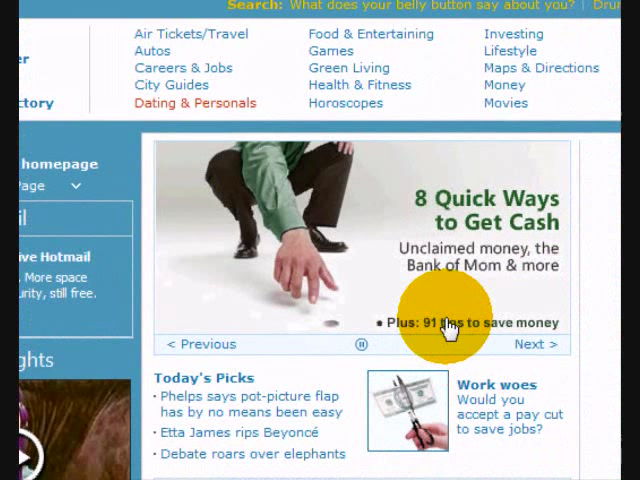 Search: What does your belly button say about you? |
Air Tickets/Travel
Autos
Careers & Jobs
City Guides
Dating & Personals
Food & Entertaining
Games
Green Living
Health & Fitness
Horoscopes
Investing
Lifestyle
Maps & Directions
Money
Movies
homepage
Page
ive Hotmail
More space
urity, still free.
ghts
8 Quick Ways
to Get Cash
Unclaimed money, the
Bank of Mom & more
• Plus: 91 tips to save money
< Previous
Next >
Today's Picks
· Phelps says pot-picture flap
has by no means been easy
· Etta James rips Beyoncé
· Debate roars over elephants
Work woes
Would you
accept a pay cut
to save jobs?